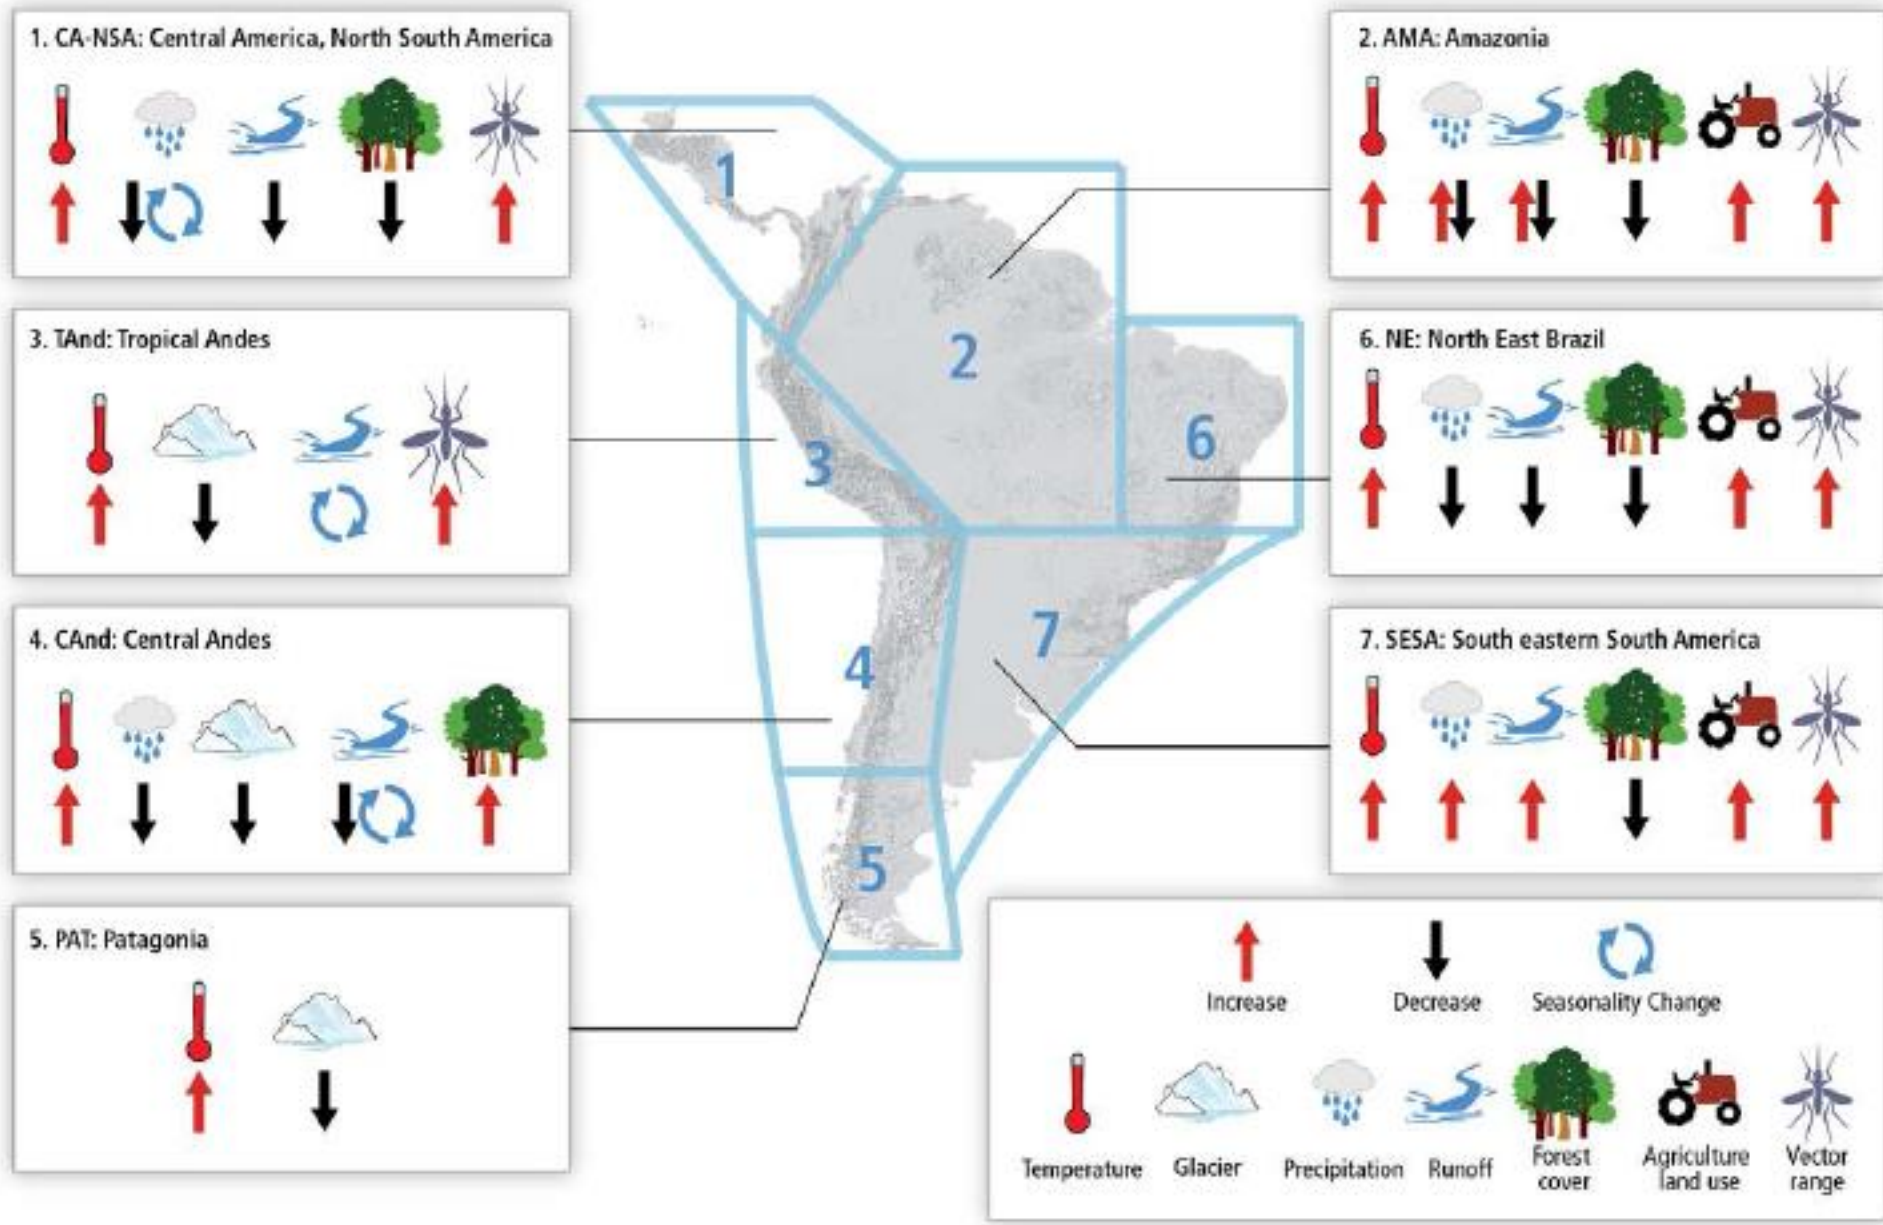 1. CA-NSA: Central America, North South America
2. AMA: Amazonia
3. TAnd: Tropical Andes
6. NE: North East Brazil
4. CAnd: Central Andes
7. SESA: South eastern South America
5. PAT: Patagonia
1
2
3
6
4
7
5
Increase
Decrease
Seasonality Change
Temperature
Glacier
Precipitation
Runoff
Forest
cover
Agriculture
land use
Vector
range